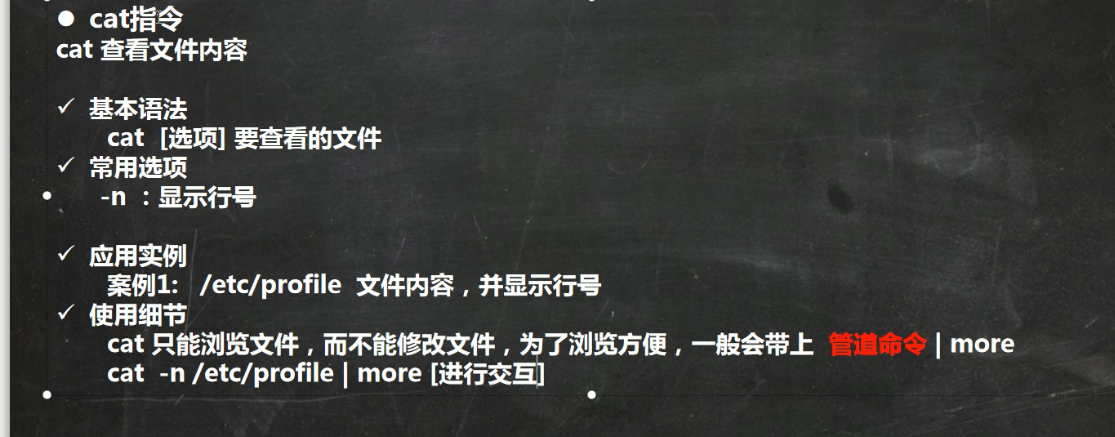 ● cat指令
cat 查看文件内容
✓ 基本语法
cat [选项] 要查看的文件
✓ 常用选项
• -n ：显示行号
✓ 应用实例
案例1: /etc/profile 文件内容，并显示行号
✓ 使用细节
cat 只能浏览文件，而不能修改文件，为了浏览方便，一般会带上 管道命令 | more
cat -n /etc/profile | more [进行交互]